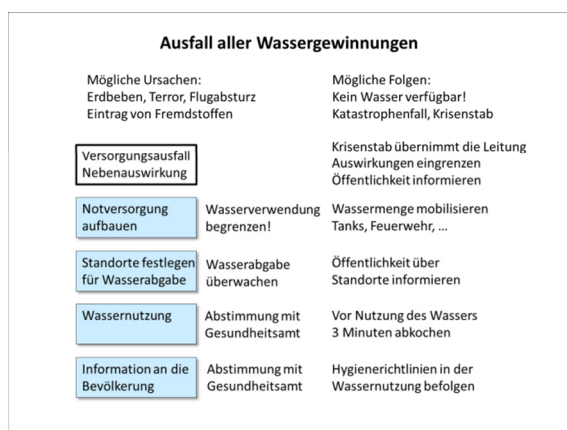 Ausfall aller Wassergewinnungen
Mögliche Ursachen:
Erdbeben, Terror, Flugabsturz
Eintrag von Fremdstoffen
Mögliche Folgen:
Kein Wasser verfügbar!
Katastrophenfall, Krisenstab
Versorgungsausfall
Nebenauswirkung
Krisenstab übernimmt die Leitung
Auswirkungen eingrenzen
Öffentlichkeit informieren
Notversorgung
aufbauen
Wasserverwendung
begrenzen!
Wassermenge mobilisieren
Tanks, Feuerwehr, ...
Standorte festlegen
für Wasserabgabe
Wasserabgabe
überwachen
Öffentlichkeit über
Standorte informieren
Wassernutzung
Abstimmung mit
Gesundheitsamt
Vor Nutzung des Wassers
3 Minuten abkochen
Information an die
Bevölkerung
Abstimmung mit
Gesundheitsamt
Hygienerichtlinien in der
Wassernutzung befolgen